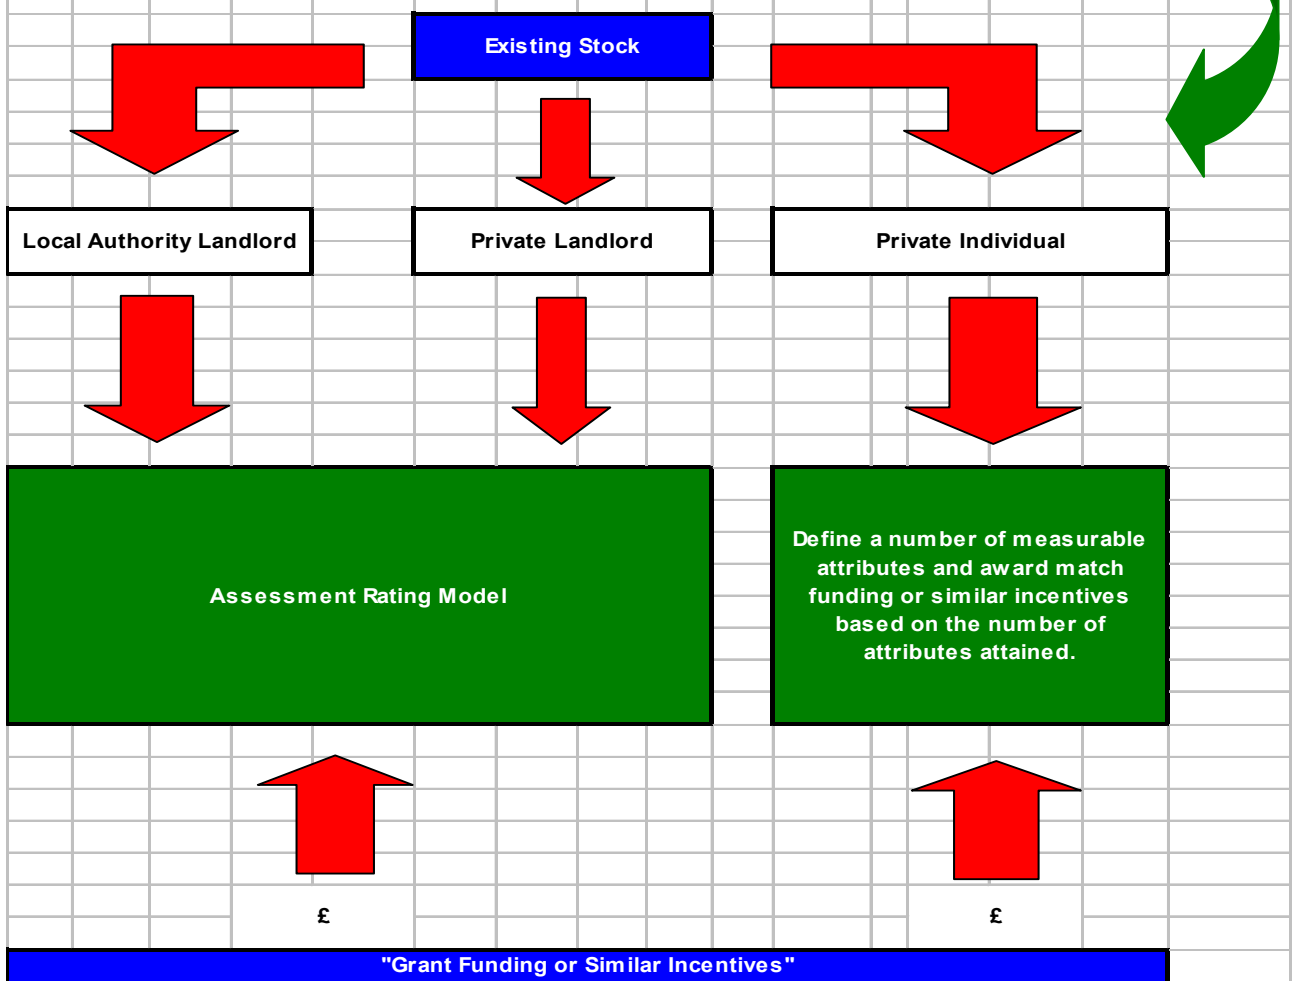 Existing Stock
Local Authority Landlord
Private Landlord
Private Individual
Assessment Rating Model
Define a number of measurable
attributes and award match
funding or similar incentives
based on the number of
attributes attained.
£
£
"Grant Funding or Similar Incentives"